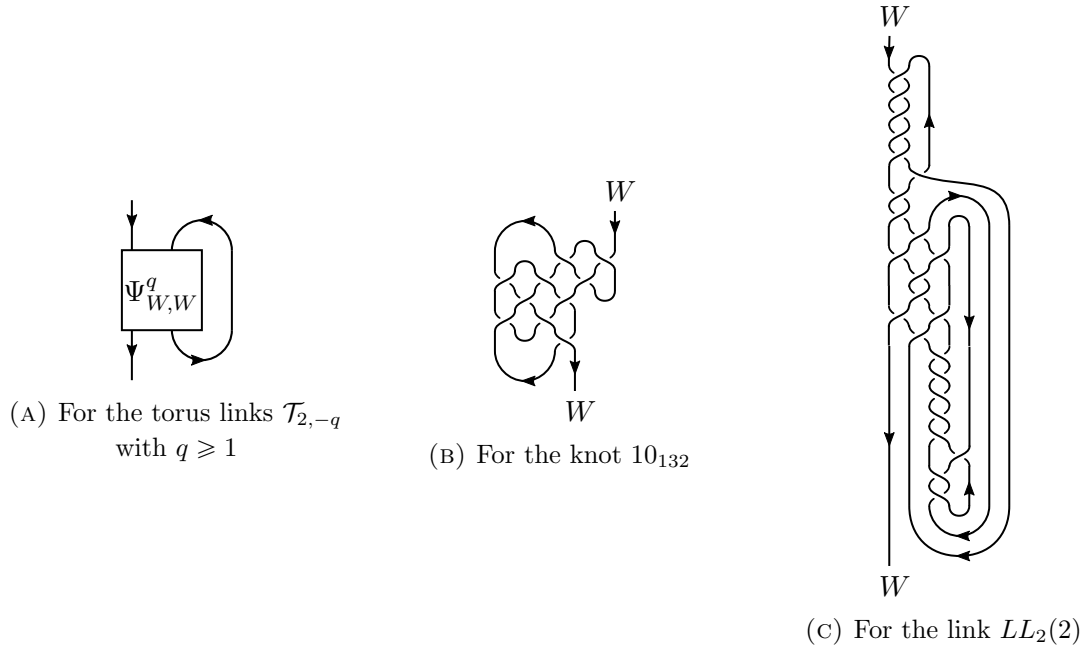 W
Ψ^q_{W,W}
(A) For the torus links 𝒯_{2,−q}
with q ⩾ 1
W
W
(B) For the knot 10_{132}
W
W
(C) For the link LL_2(2)